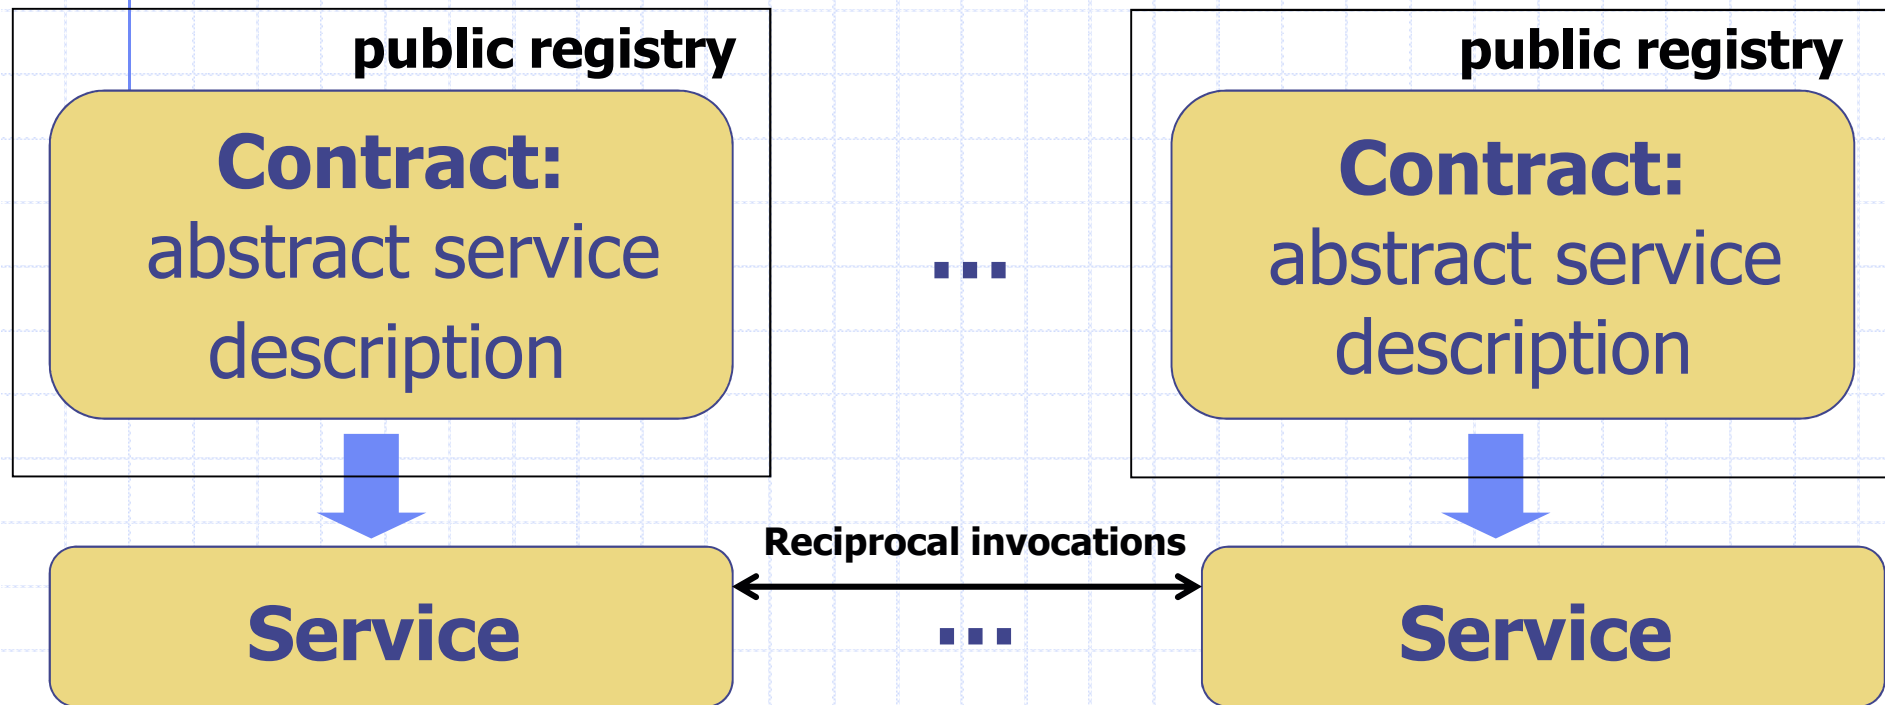 public registry
Contract:
abstract service
description
...
public registry
Contract:
abstract service
description
Reciprocal invocations
Service
...
Service